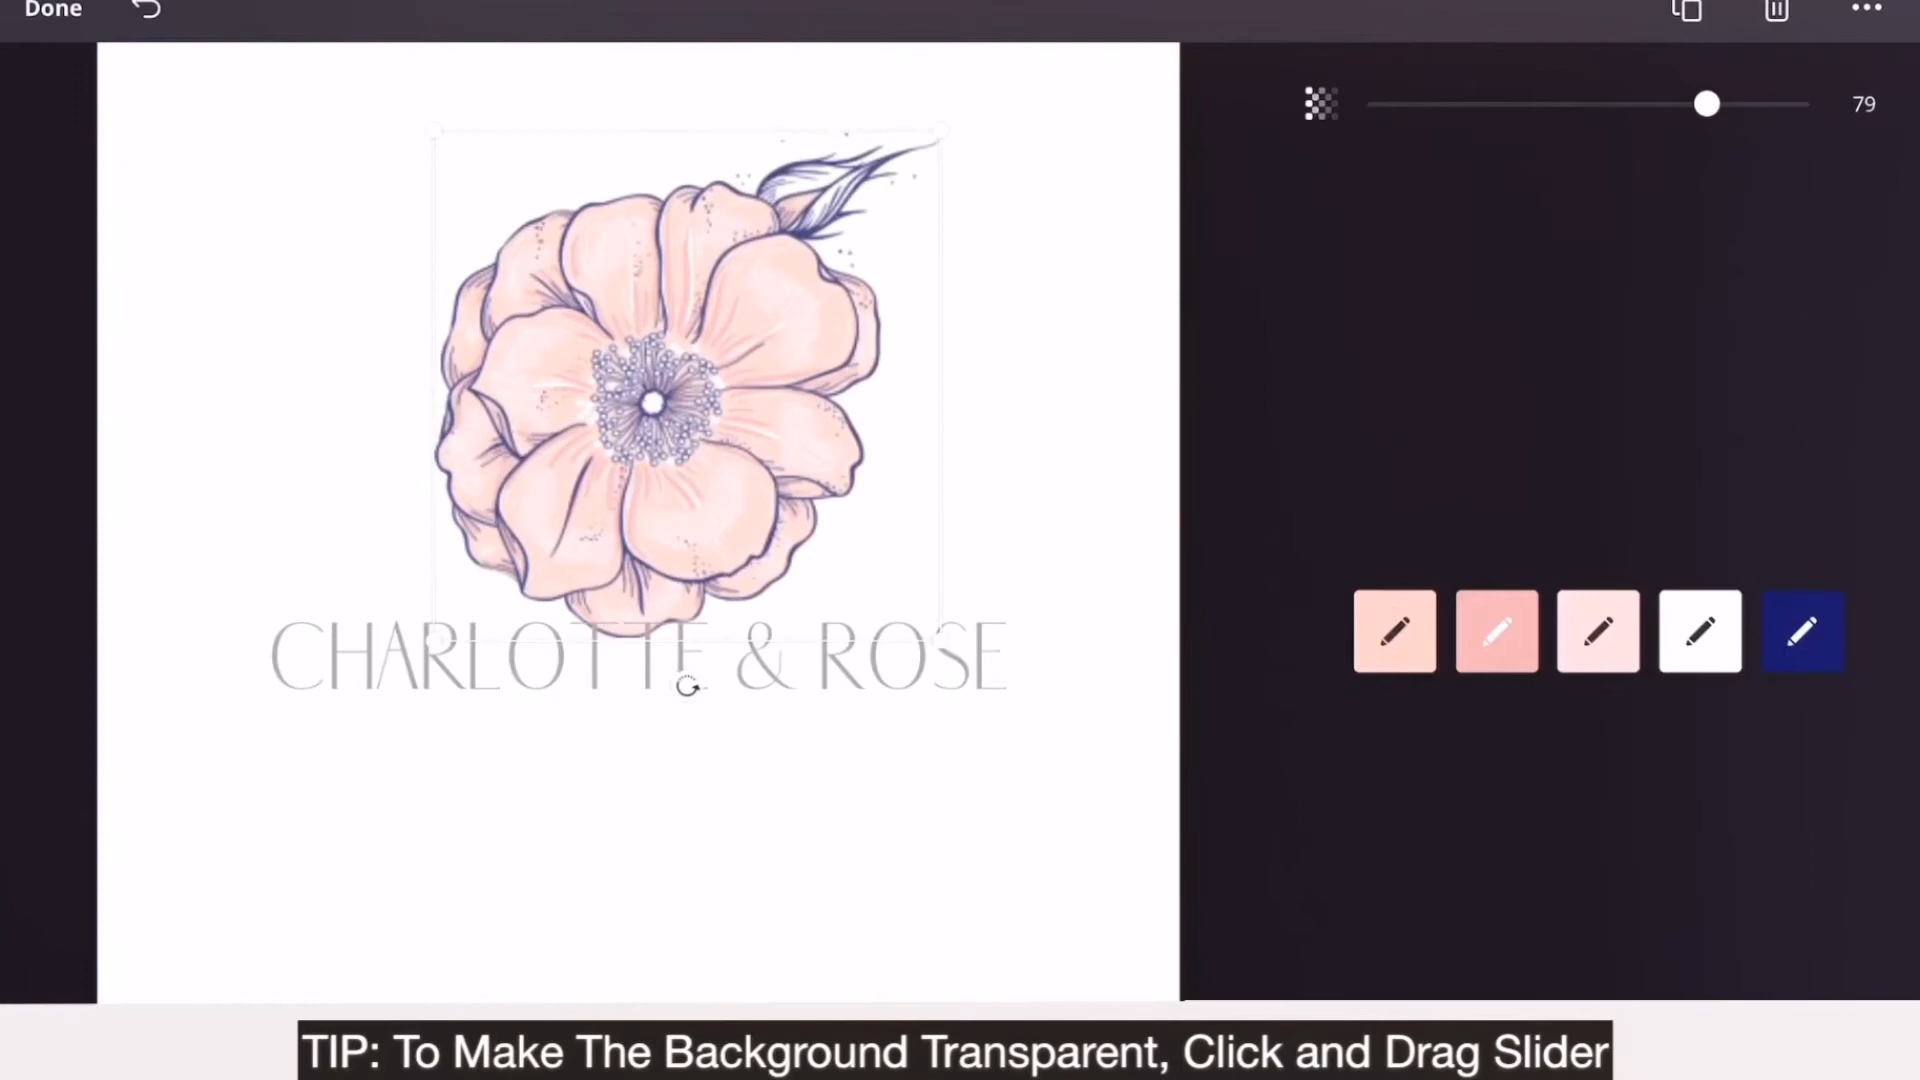 Done
79
CHARLOTTE & ROSE
TIP: To Make The Background Transparent, Click and Drag Slider